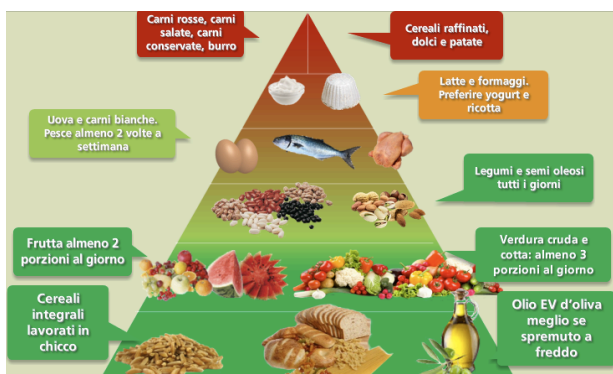 Carni rosse, carni
salate, carni
conservate, burro
Cereali raffinati,
dolci e patate
Latte e formaggi.
Preferire yogurt e
ricotta
Uova e carni bianche.
Pesce almeno 2 volte a
settimana
Legumi e semi oleosi
tutti i giorni
Frutta almeno 2
porzioni al giorno
Verdura cruda e
cotta: almeno 3
porzioni al giorno
Cereali
integrali
lavorati in
chicco
Olio EV d'oliva
meglio se
spremuto a
freddo